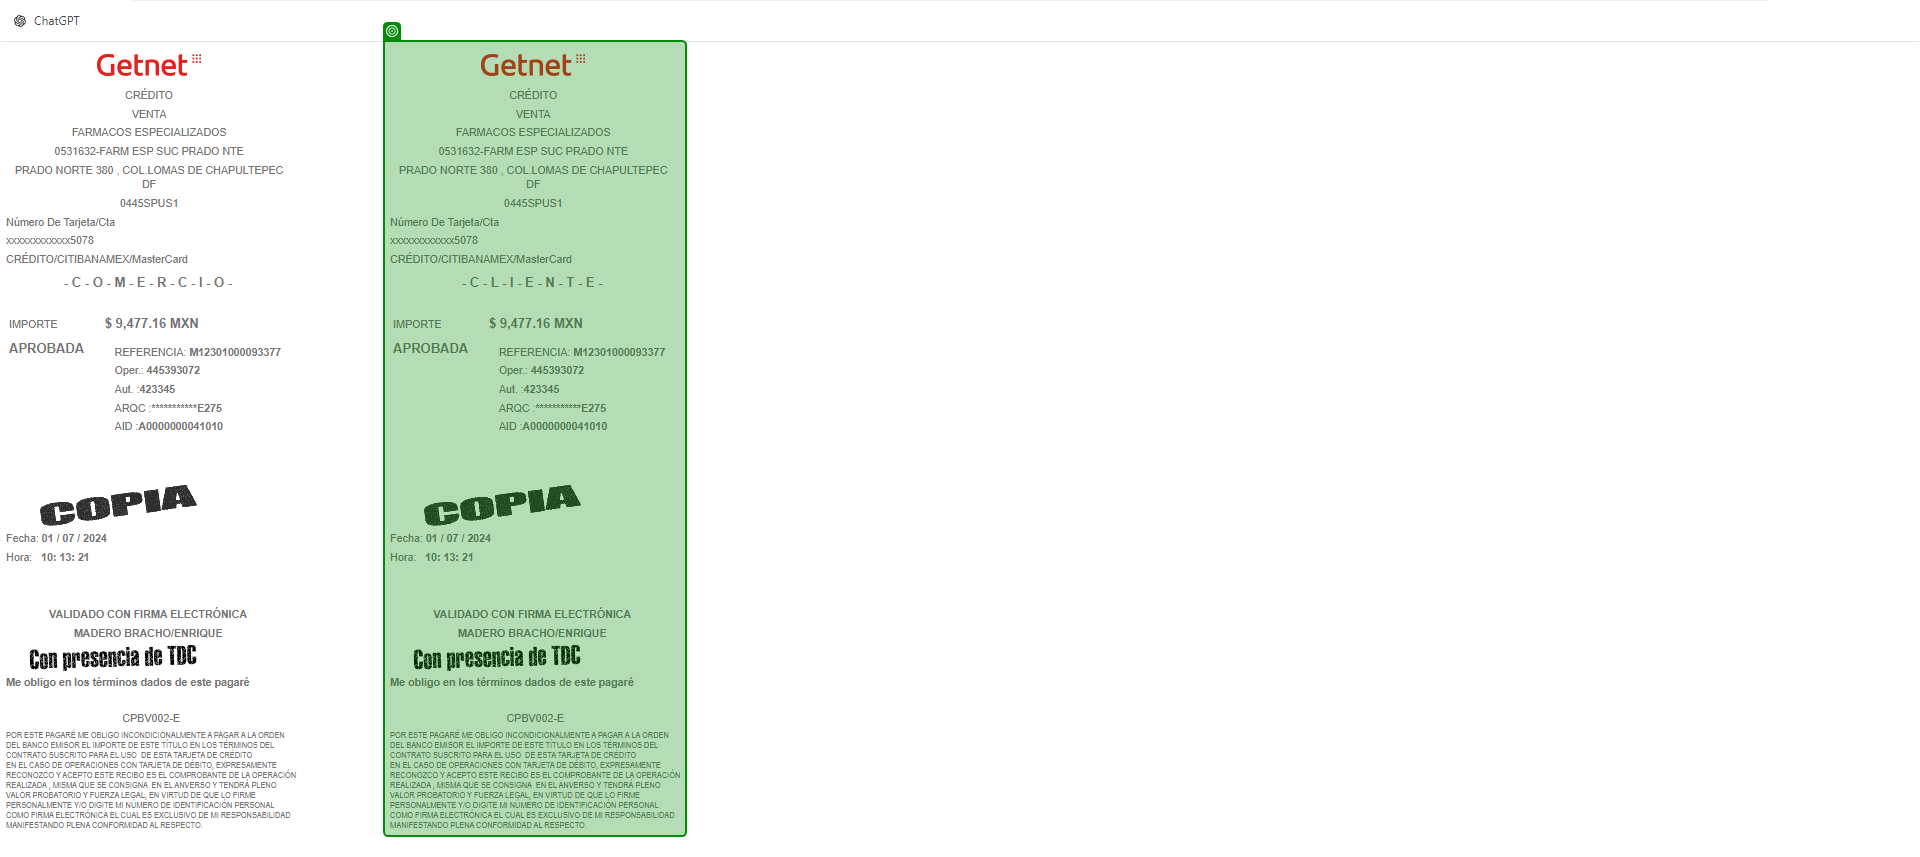 ChatGPT
Getnet
CRÉDITO
VENTA
FARMACOS ESPECIALIZADOS
0531632-FARM ESP SUC PRADO NTE
PRADO NORTE 380 , COL.LOMAS DE CHAPULTEPEC
DF
0445SPUS1
Número De Tarjeta/Cta
xxxxxxxxxxxx5078
CRÉDITO/CITIBANAMEX/MasterCard
-C-O-M-E-R-C-I-O-
IMPORTE $ 9,477.16 MXN
APROBADA
REFERENCIA: M12301000093377
Oper.: 445393072
Aut. :423345
ARQC :***********E275
AID :A0000000041010
COPIA
Fecha: 01 / 07 / 2024
Hora: 10: 13: 21
VALIDADO CON FIRMA ELECTRÓNICA
MADERO BRACHO/ENRIQUE
Con presencia de TDC
Me obligo en los términos dados de este pagaré
CPBV002-E
POR ESTE PAGARÉ ME OBLIGO INCONDICIONALMENTE A PAGAR A LA ORDEN
DEL BANCO EMISOR EL IMPORTE DE ESTE TÍTULO EN LOS TÉRMINOS DEL
CONTRATO SUSCRITO PARA EL USO DE ESTA TARJETA DE CRÉDITO
EN EL CASO DE OPERACIONES CON TARJETA DE DÉBITO, EXPRESAMENTE
RECONOZCO Y ACEPTO ESTE RECIBO ES EL COMPROBANTE DE LA OPERACIÓN
REALIZADA , MISMA QUE SE CONSIGNA EN EL ANVERSO Y TENDRÁ PLENO
VALOR PROBATORIO Y FUERZA LEGAL, EN VIRTUD DE QUE LO FIRME
PERSONALMENTE Y/O DIGITE MI NÚMERO DE IDENTIFICACIÓN PERSONAL
COMO FIRMA ELECTRÓNICA EL CUAL ES EXCLUSIVO DE MI RESPONSABILIDAD
MANIFESTANDO PLENA CONFORMIDAD AL RESPECTO.
Getnet
CRÉDITO
VENTA
FARMACOS ESPECIALIZADOS
0531632-FARM ESP SUC PRADO NTE
PRADO NORTE 380 , COL.LOMAS DE CHAPULTEPEC
DF
0445SPUS1
Número De Tarjeta/Cta
xxxxxxxxxxxx5078
CRÉDITO/CITIBANAMEX/MasterCard
-C-L-I-E-N-T-E-
IMPORTE $ 9,477.16 MXN
APROBADA
REFERENCIA: M12301000093377
Oper.: 445393072
Aut. :423345
ARQC :***********E275
AID :A0000000041010
COPIA
Fecha: 01 / 07 / 2024
Hora: 10: 13: 21
VALIDADO CON FIRMA ELECTRÓNICA
MADERO BRACHO/ENRIQUE
Con presencia de TDC
Me obligo en los términos dados de este pagaré
CPBV002-E
POR ESTE PAGARÉ ME OBLIGO INCONDICIONALMENTE A PAGAR A LA ORDEN
DEL BANCO EMISOR EL IMPORTE DE ESTE TÍTULO EN LOS TÉRMINOS DEL
CONTRATO SUSCRITO PARA EL USO DE ESTA TARJETA DE CRÉDITO
EN EL CASO DE OPERACIONES CON TARJETA DE DÉBITO, EXPRESAMENTE
RECONOZCO Y ACEPTO ESTE RECIBO ES EL COMPROBANTE DE LA OPERACIÓN
REALIZADA , MISMA QUE SE CONSIGNA EN EL ANVERSO Y TENDRÁ PLENO
VALOR PROBATORIO Y FUERZA LEGAL, EN VIRTUD DE QUE LO FIRME
PERSONALMENTE Y/O DIGITE MI NÚMERO DE IDENTIFICACIÓN PERSONAL
COMO FIRMA ELECTRÓNICA EL CUAL ES EXCLUSIVO DE MI RESPONSABILIDAD
MANIFESTANDO PLENA CONFORMIDAD AL RESPECTO.